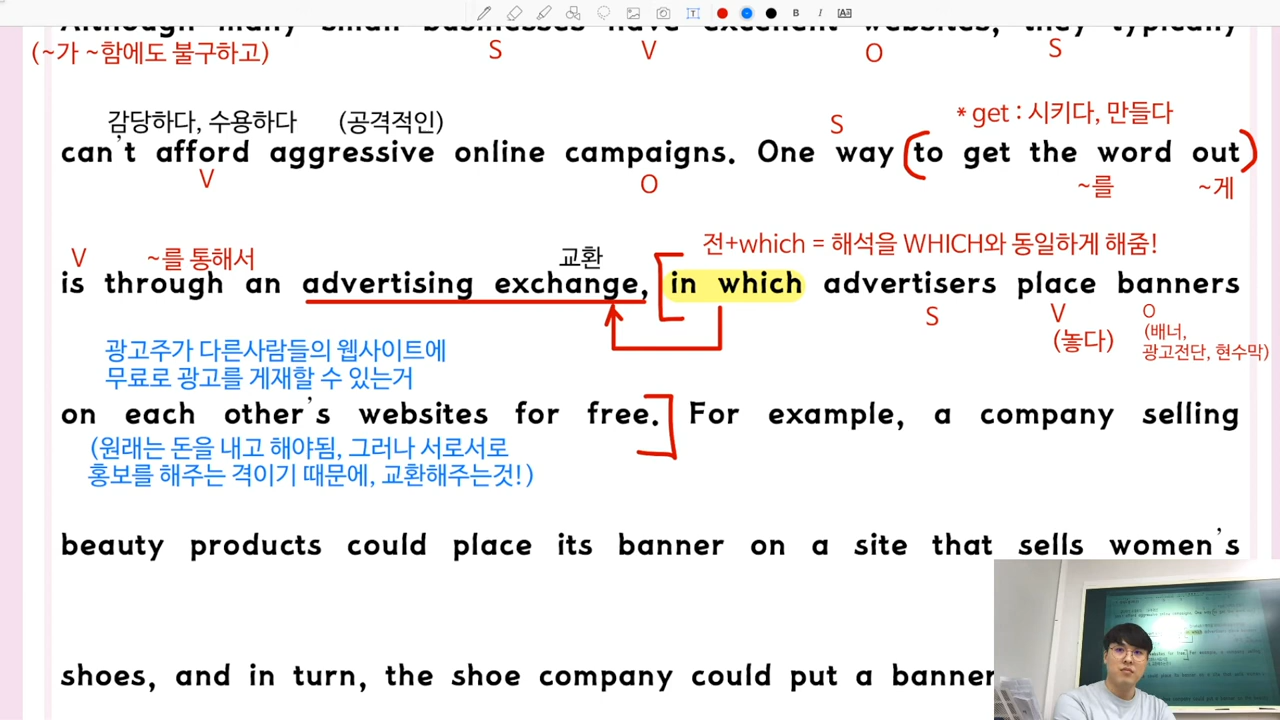 Although many small businesses have excellent websites, they typically
(~가 ~함에도 불구하고) S V O S
감당하다, 수용하다 (공격적인) S *get : 시키다, 만들다
can't afford aggressive online campaigns. One way (to get the word out)
V O ~를 ~게
V ~를 통해서 교환 전+which = 해석을 WHICH와 동일하게 해줌!
is through an advertising exchange, [in which advertisers place banners
S V O
(놓다) (배너,
광고전단, 현수막)
광고주가 다른사람들의 웹사이트에
무료로 광고를 게재할 수 있는거
on each other's websites for free.] For example, a company selling
(원래는 돈을 내고 해야됨, 그러나 서로서로
홍보를 해주는 격이기 때문에, 교환해주는것!)
beauty products could place its banner on a site that sells women's
shoes, and in turn, the shoe company could put a banner